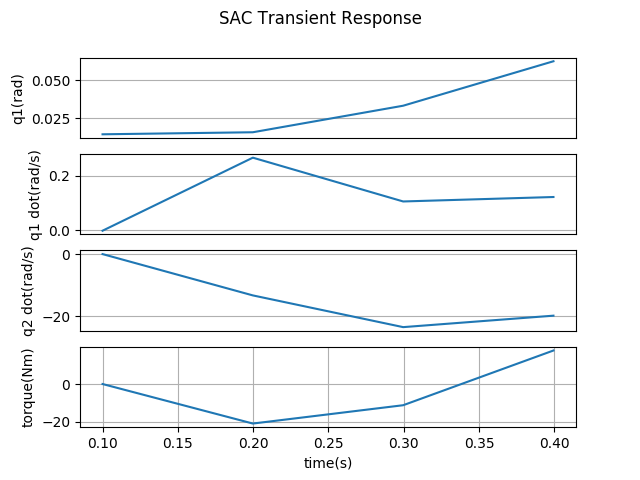 SAC Transient Response
q1(rad)
0.050
0.025
q1 dot(rad/s)
0.2
0.0
q2 dot(rad/s)
0
−20
torque(Nm)
0
−20
0.10 0.15 0.20 0.25 0.30 0.35 0.40
time(s)